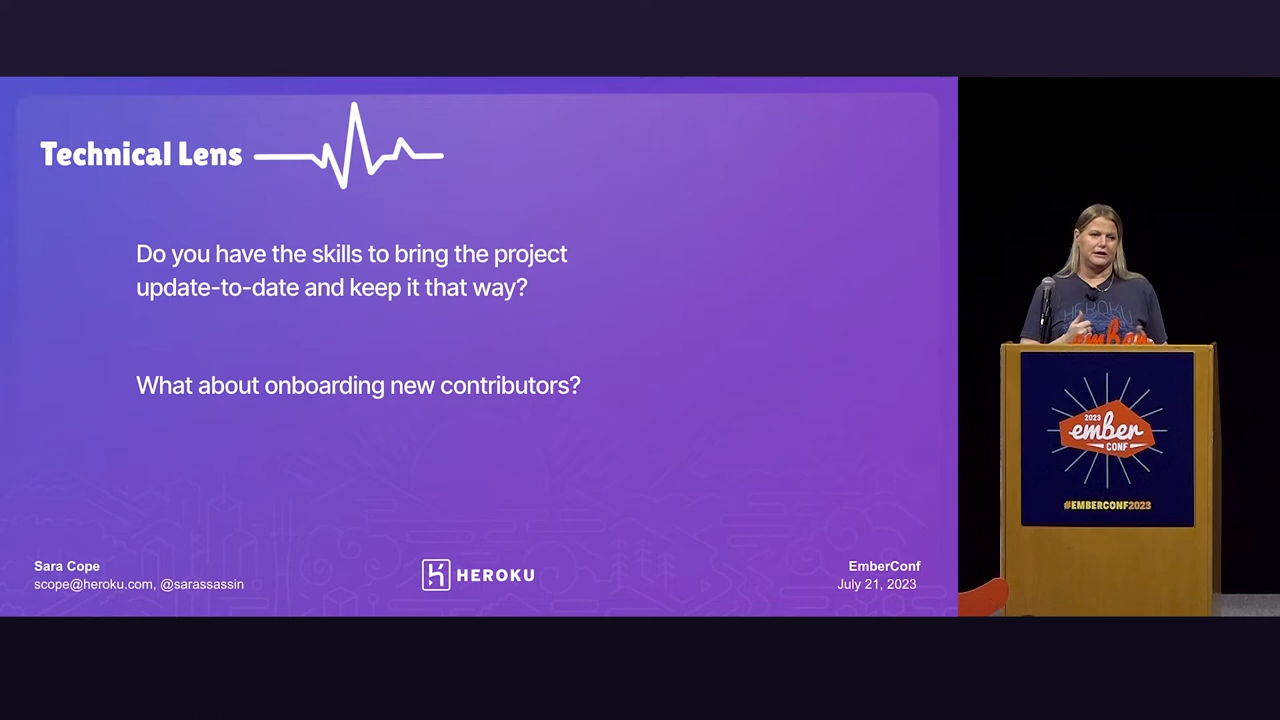 Technical Lens
Do you have the skills to bring the project
update-to-date and keep it that way?
What about onboarding new contributors?
Sara Cope
scope@heroku.com, @sarassassin
HEROKU
EmberConf
July 21, 2023
HEROKU
ember
2023
ember
CONF
#EMBERCONF2023